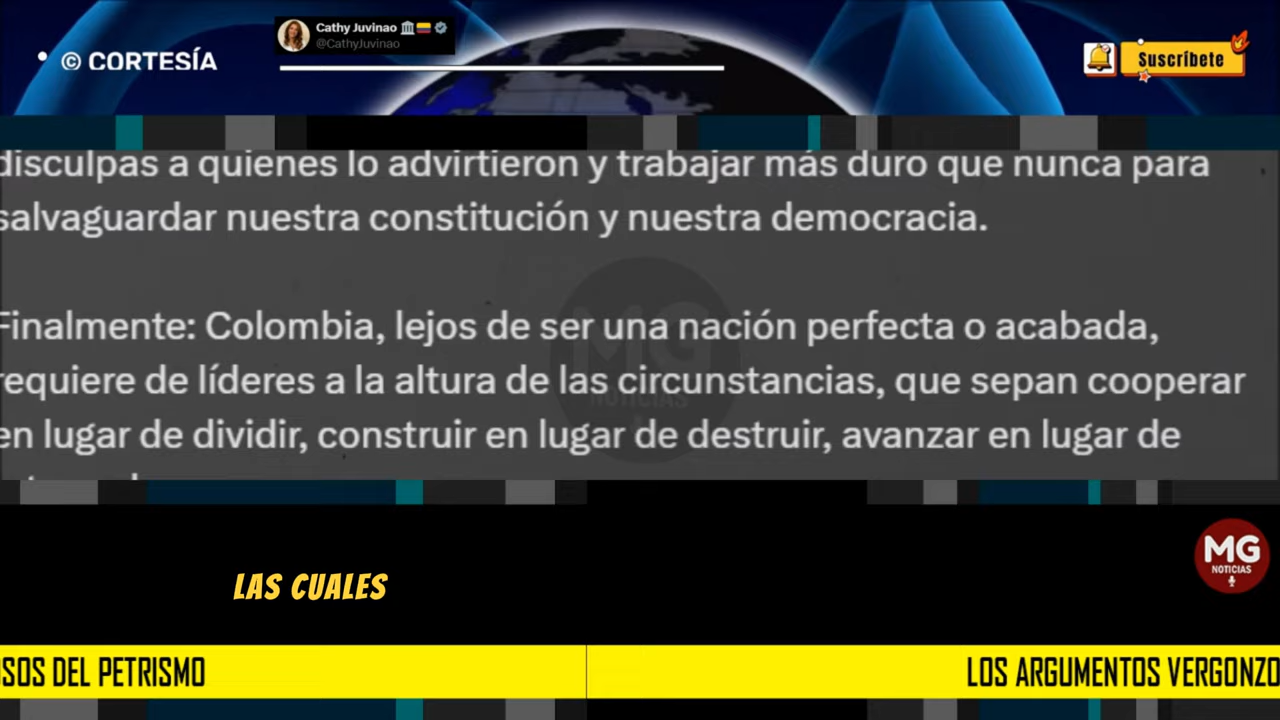 Cathy Juvinao
@CathyJuvinao
© CORTESÍA
Suscríbete
disculpas a quienes lo advirtieron y trabajar más duro que nunca para
salvaguardar nuestra constitución y nuestra democracia.
Finalmente: Colombia, lejos de ser una nación perfecta o acabada,
requiere de líderes a la altura de las circunstancias, que sepan cooperar
en lugar de dividir, construir en lugar de destruir, avanzar en lugar de
MG
NOTICIAS
LAS CUALES
MG
NOTICIAS
SOS DEL PETRISMO
LOS ARGUMENTOS VERGONZO